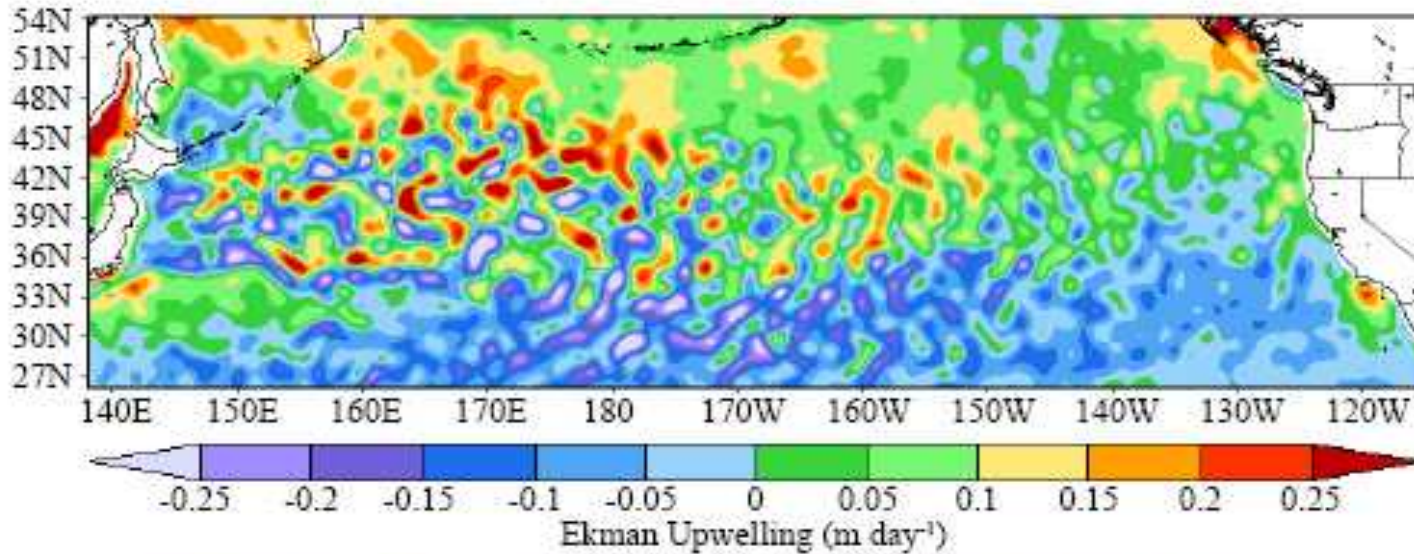 54N
51N
48N
45N
42N
39N
36N
33N
30N
27N
140E 150E 160E 170E 180 170W 160W 150W 140W 130W 120W
-0.25 -0.2 -0.15 -0.1 -0.05 0 0.05 0.1 0.15 0.2 0.25
Ekman Upwelling (m day⁻¹)